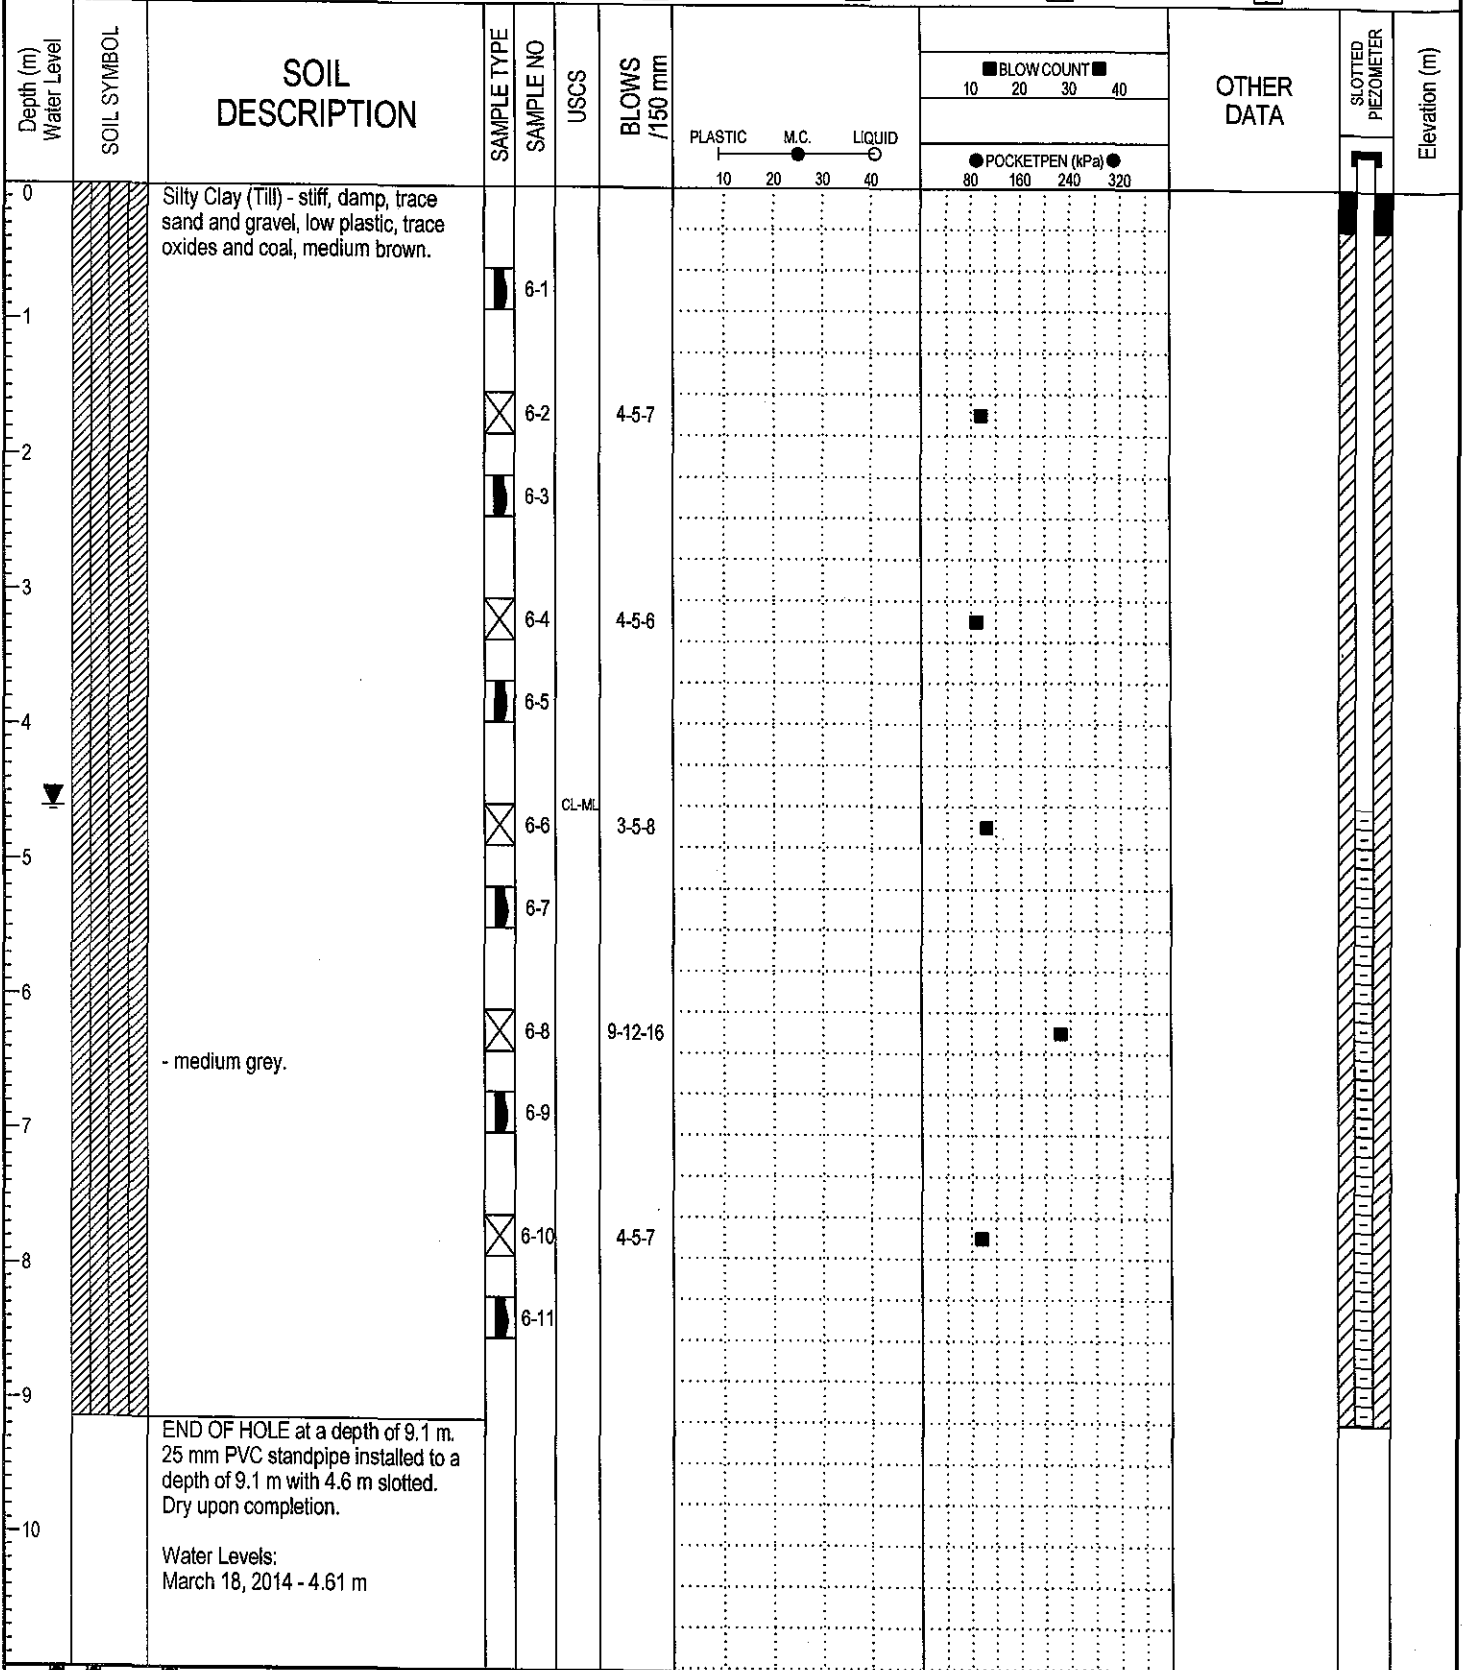 Depth (m)
Water Level
SOIL SYMBOL
SOIL
DESCRIPTION
SAMPLE TYPE
SAMPLE NO
USCS
BLOWS
/150 mm
PLASTIC M.C. LIQUID
10 20 30 40
BLOW COUNT
10 20 30 40
POCKETPEN (kPa)
80 160 240 320
OTHER
DATA
SLOTTED
PIEZOMETER
Elevation (m)
0
Silty Clay (Till) - stiff, damp, trace
sand and gravel, low plastic, trace
oxides and coal, medium brown.
6-1
1
6-2 4-5-7
2
6-3
3
6-4 4-5-6
6-5
4
CL-ML
6-6 3-5-8
5
6-7
6
6-8 9-12-16
- medium grey.
6-9
7
6-10 4-5-7
8
6-11
9
END OF HOLE at a depth of 9.1 m.
25 mm PVC standpipe installed to a
depth of 9.1 m with 4.6 m slotted.
Dry upon completion.
10
Water Levels:
March 18, 2014 - 4.61 m